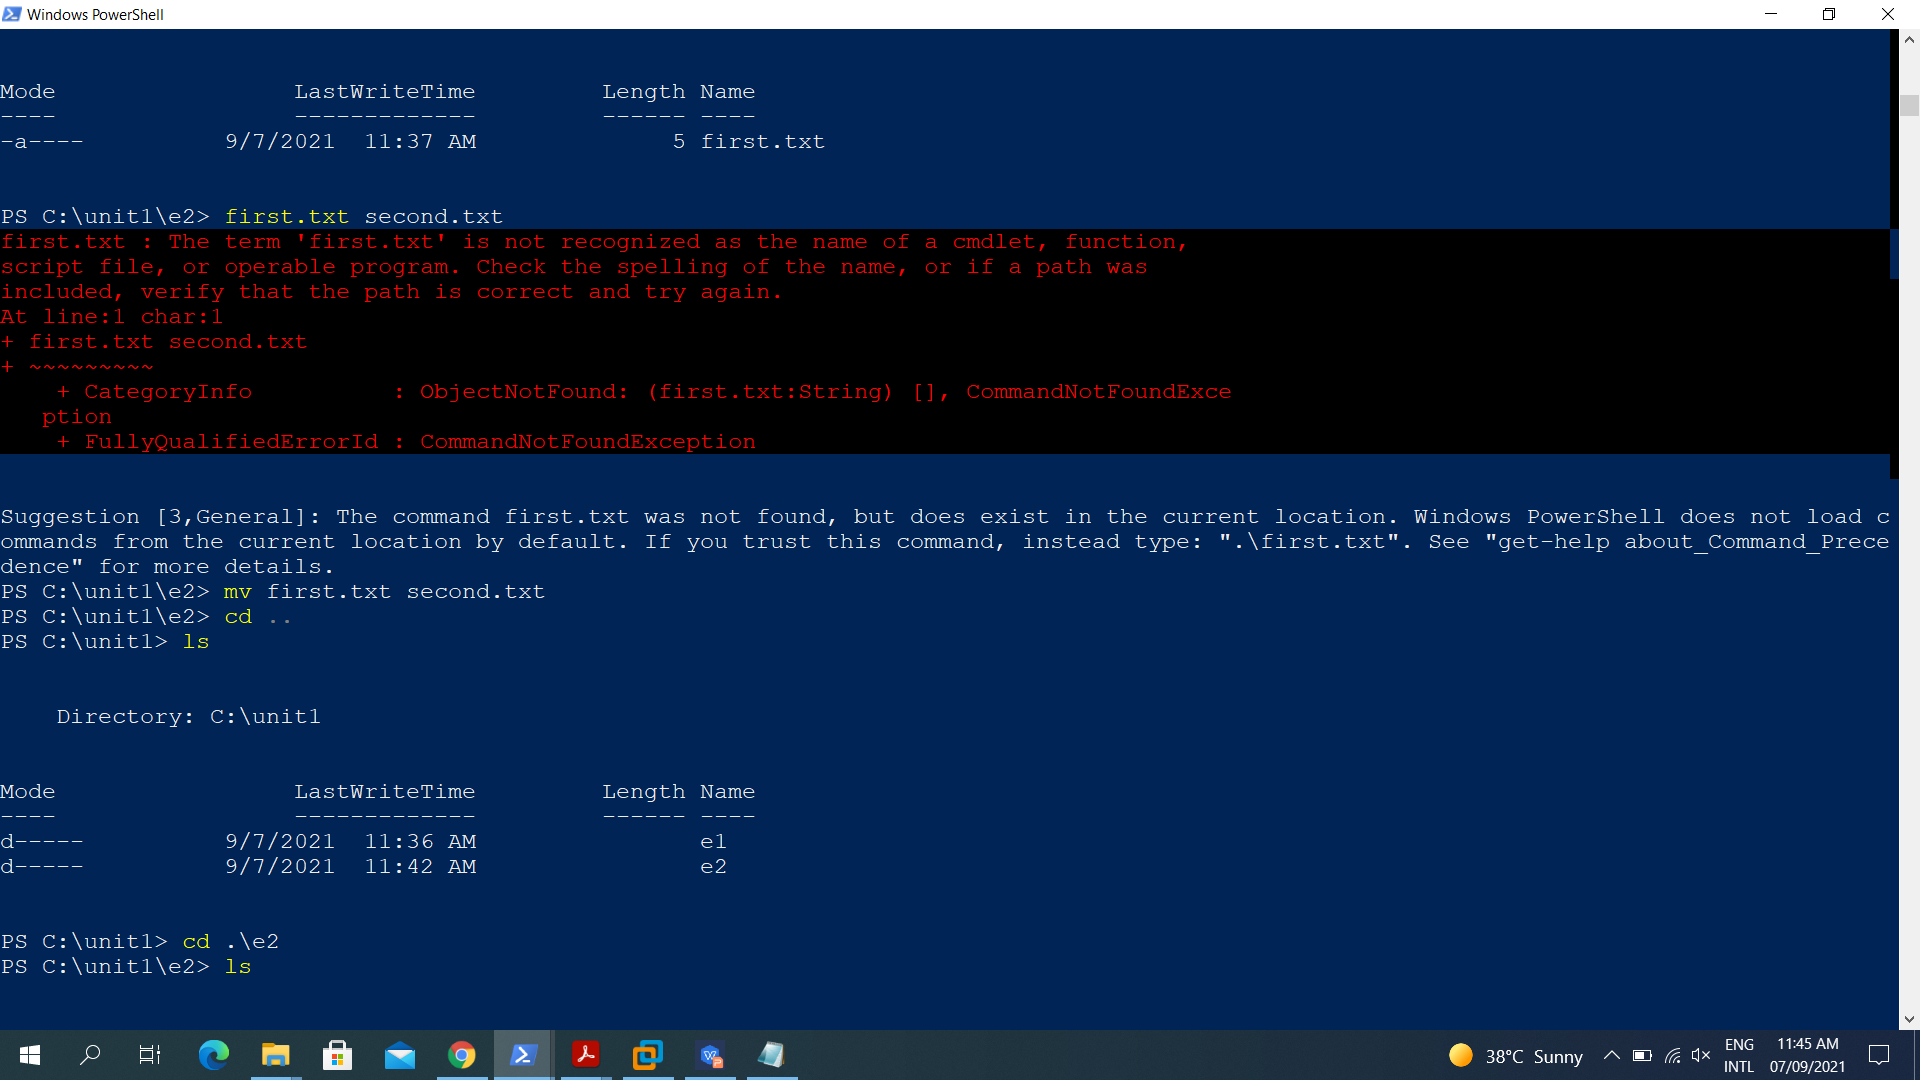 Windows PowerShell
Mode                 LastWriteTime         Length Name
----                 -------------         ------ ----
-a----          9/7/2021  11:37 AM              5 first.txt
PS C:\unit1\e2> first.txt second.txt
first.txt : The term 'first.txt' is not recognized as the name of a cmdlet, function,
script file, or operable program. Check the spelling of the name, or if a path was
included, verify that the path is correct and try again.
At line:1 char:1
+ first.txt second.txt
+ ~~~~~~~~~
    + CategoryInfo          : ObjectNotFound: (first.txt:String) [], CommandNotFoundExce
   ption
    + FullyQualifiedErrorId : CommandNotFoundException
Suggestion [3,General]: The command first.txt was not found, but does exist in the current location. Windows PowerShell does not load c
ommands from the current location by default. If you trust this command, instead type: ".\first.txt". See "get-help about_Command_Prece
dence" for more details.
PS C:\unit1\e2> mv first.txt second.txt
PS C:\unit1\e2> cd ..
PS C:\unit1> ls
    Directory: C:\unit1
Mode                 LastWriteTime         Length Name
----                 -------------         ------ ----
d-----          9/7/2021  11:36 AM                e1
d-----          9/7/2021  11:42 AM                e2
PS C:\unit1> cd .\e2
PS C:\unit1\e2> ls
38°C Sunny
ENG
INTL
11:45 AM
07/09/2021